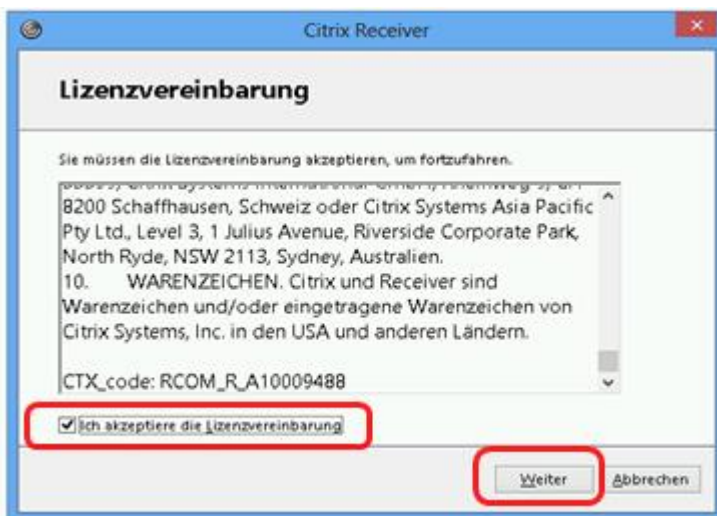 Citrix Receiver
Lizenzvereinbarung
Sie müssen die Lizenzvereinbarung akzeptieren, um fortzufahren.
8200 Schaffhausen, Schweiz oder Citrix Systems Asia Pacific
Pty Ltd., Level 3, 1 Julius Avenue, Riverside Corporate Park,
North Ryde, NSW 2113, Sydney, Australien.
10. WARENZEICHEN. Citrix und Receiver sind
Warenzeichen und/oder eingetragene Warenzeichen von
Citrix Systems, Inc. in den USA und anderen Ländern.
CTX_code: RCOM_R_A10009488
Ich akzeptiere die Lizenzvereinbarung
Weiter
Abbrechen